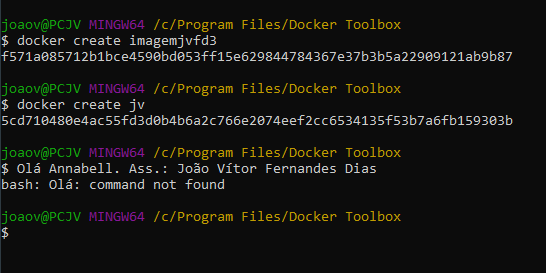 joaov@PCJV MINGW64 /c/Program Files/Docker Toolbox
$ docker create imagemjvfd3
f571a085712b1bce4590bd053ff15e629844784367e37b3b5a22909121ab9b87
joaov@PCJV MINGW64 /c/Program Files/Docker Toolbox
$ docker create jv
5cd710480e4ac55fd3d0b4b6a2c766e2074eef2cc6534135f53b7a6fb159303b
joaov@PCJV MINGW64 /c/Program Files/Docker Toolbox
$ Olá Annabell. Ass.: João Vítor Fernandes Dias
bash: Olá: command not found
joaov@PCJV MINGW64 /c/Program Files/Docker Toolbox
$